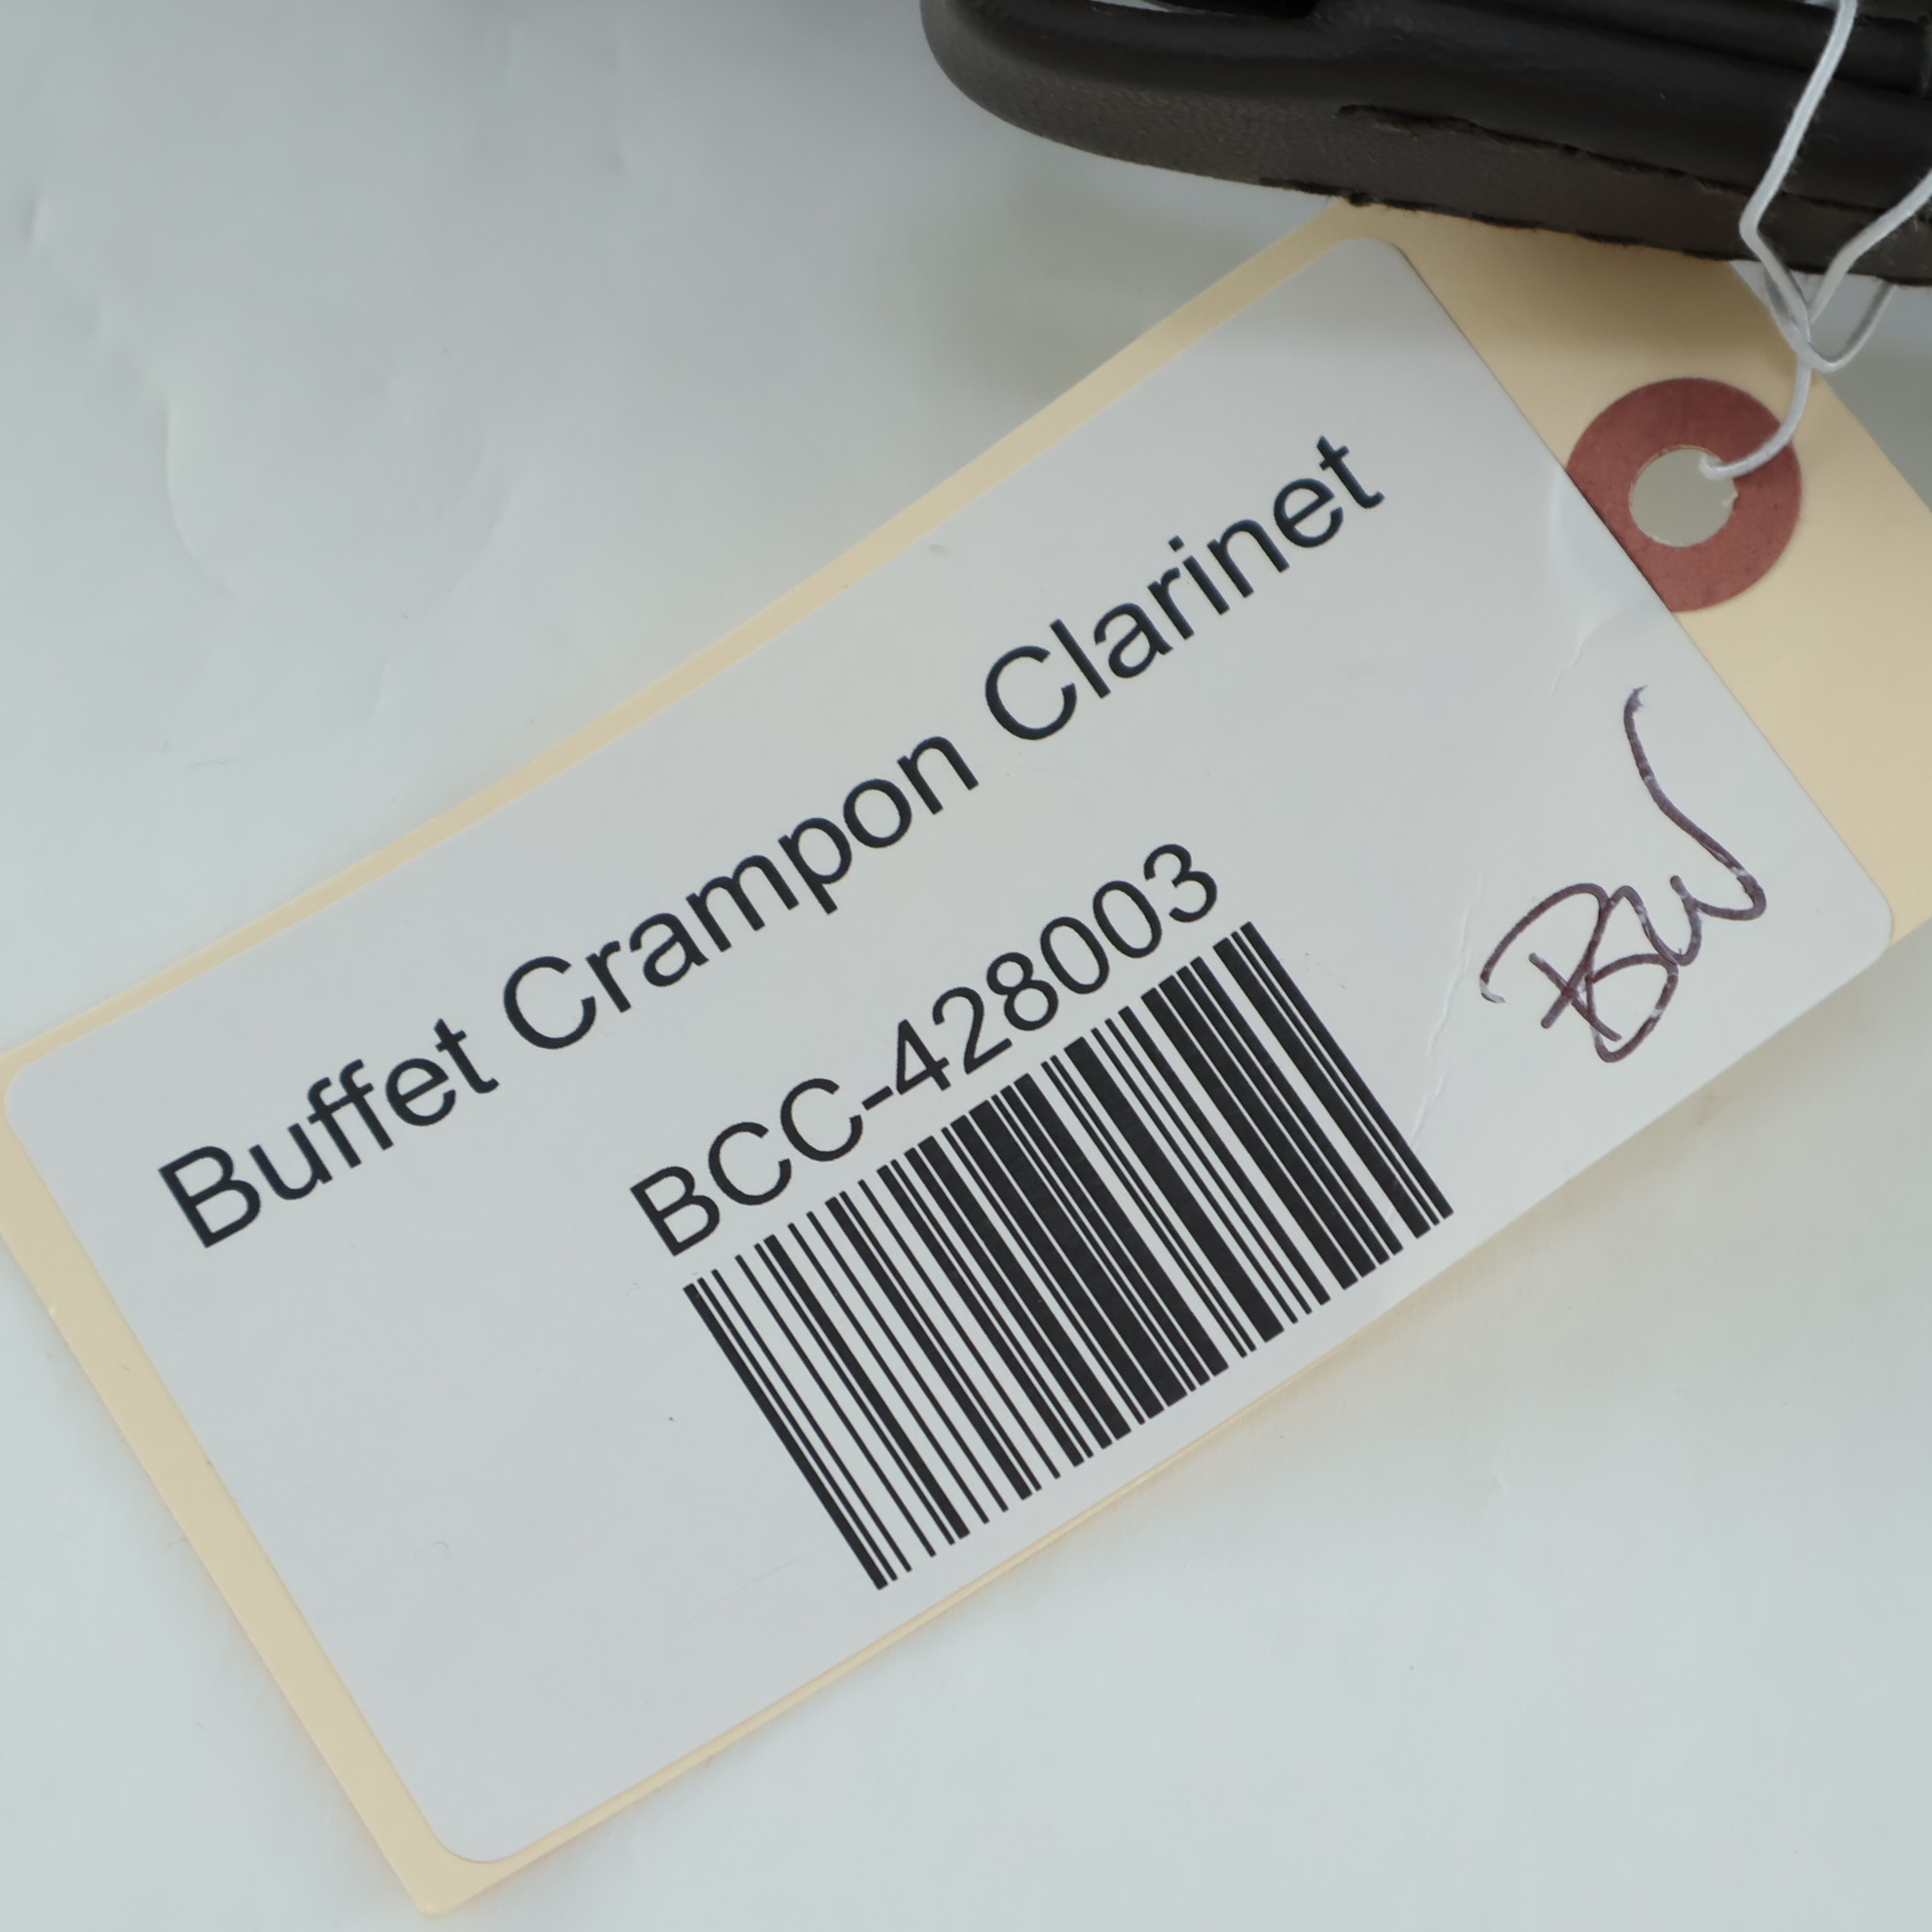 Buffet Crampon Clarinet
BCC-428003
BW